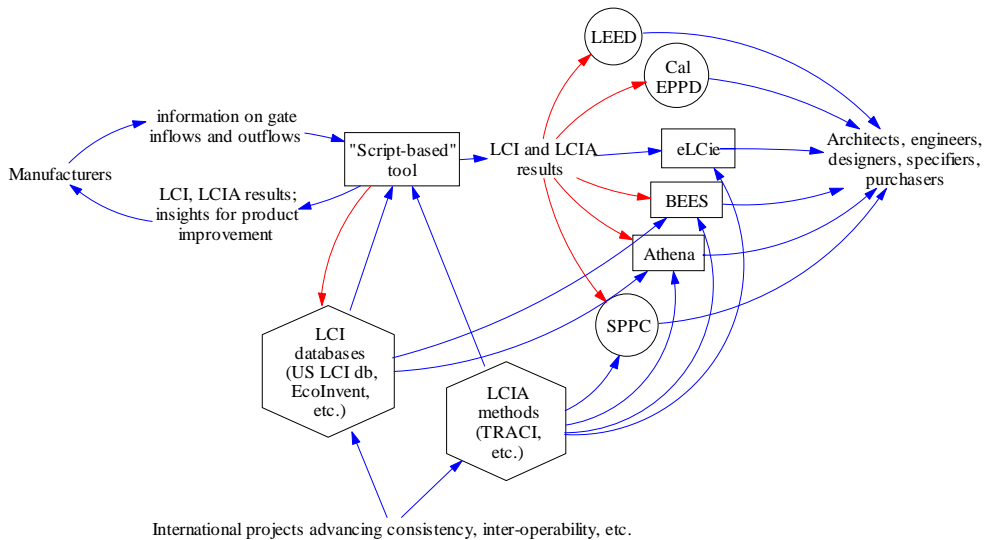 LEED
Cal
EPPD
information on gate
inflows and outflows
"Script-based"
tool
LCI and LCIA
results
eLCie
Architects, engineers,
designers, specifiers,
purchasers
Manufacturers
LCI, LCIA results;
insights for product
improvement
BEES
Athena
SPPC
LCI
databases
(US LCI db,
EcoInvent,
etc.)
LCIA
methods
(TRACI,
etc.)
International projects advancing consistency, inter-operability, etc.